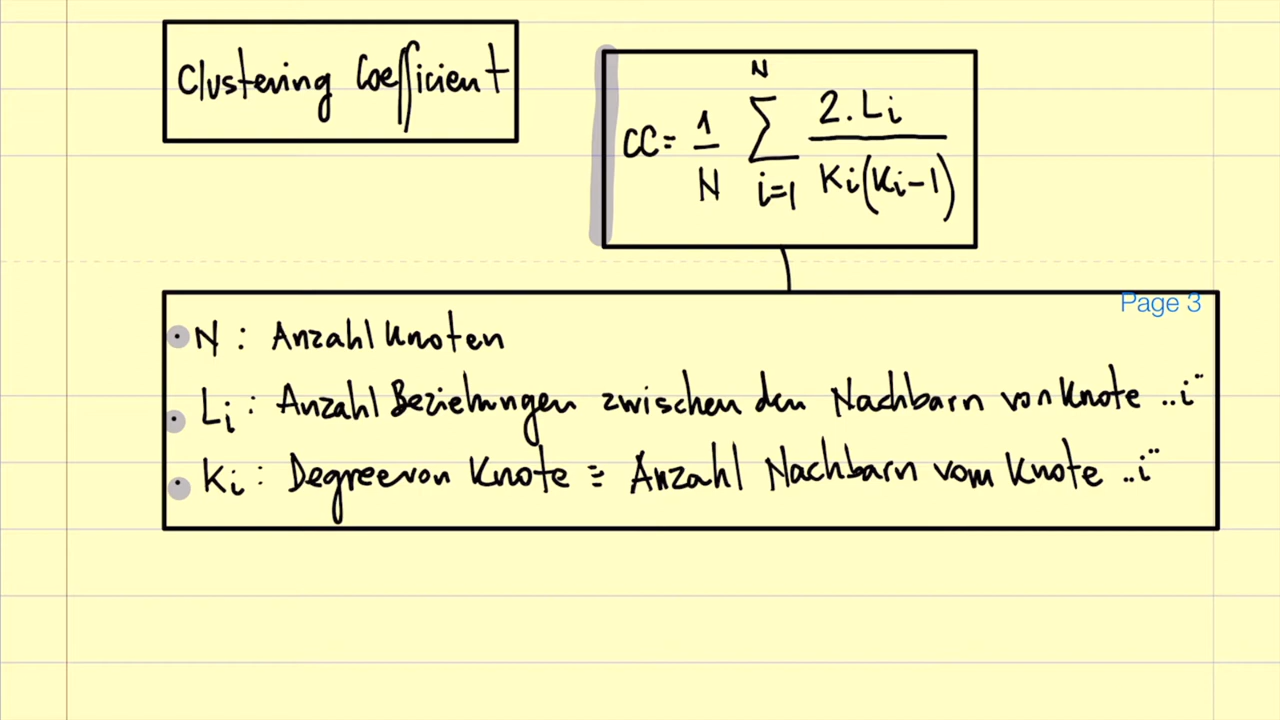 Clustering Coefficient
CC = 1/N N∑i=1 2.Li/Ki(Ki-1)
Page 3
• N : Anzahl Knoten
• Li : Anzahl Beziehungen zwischen den Nachbarn von Knote „i“
• Ki : Degree von Knote = Anzahl Nachbarn vom Knote „i“